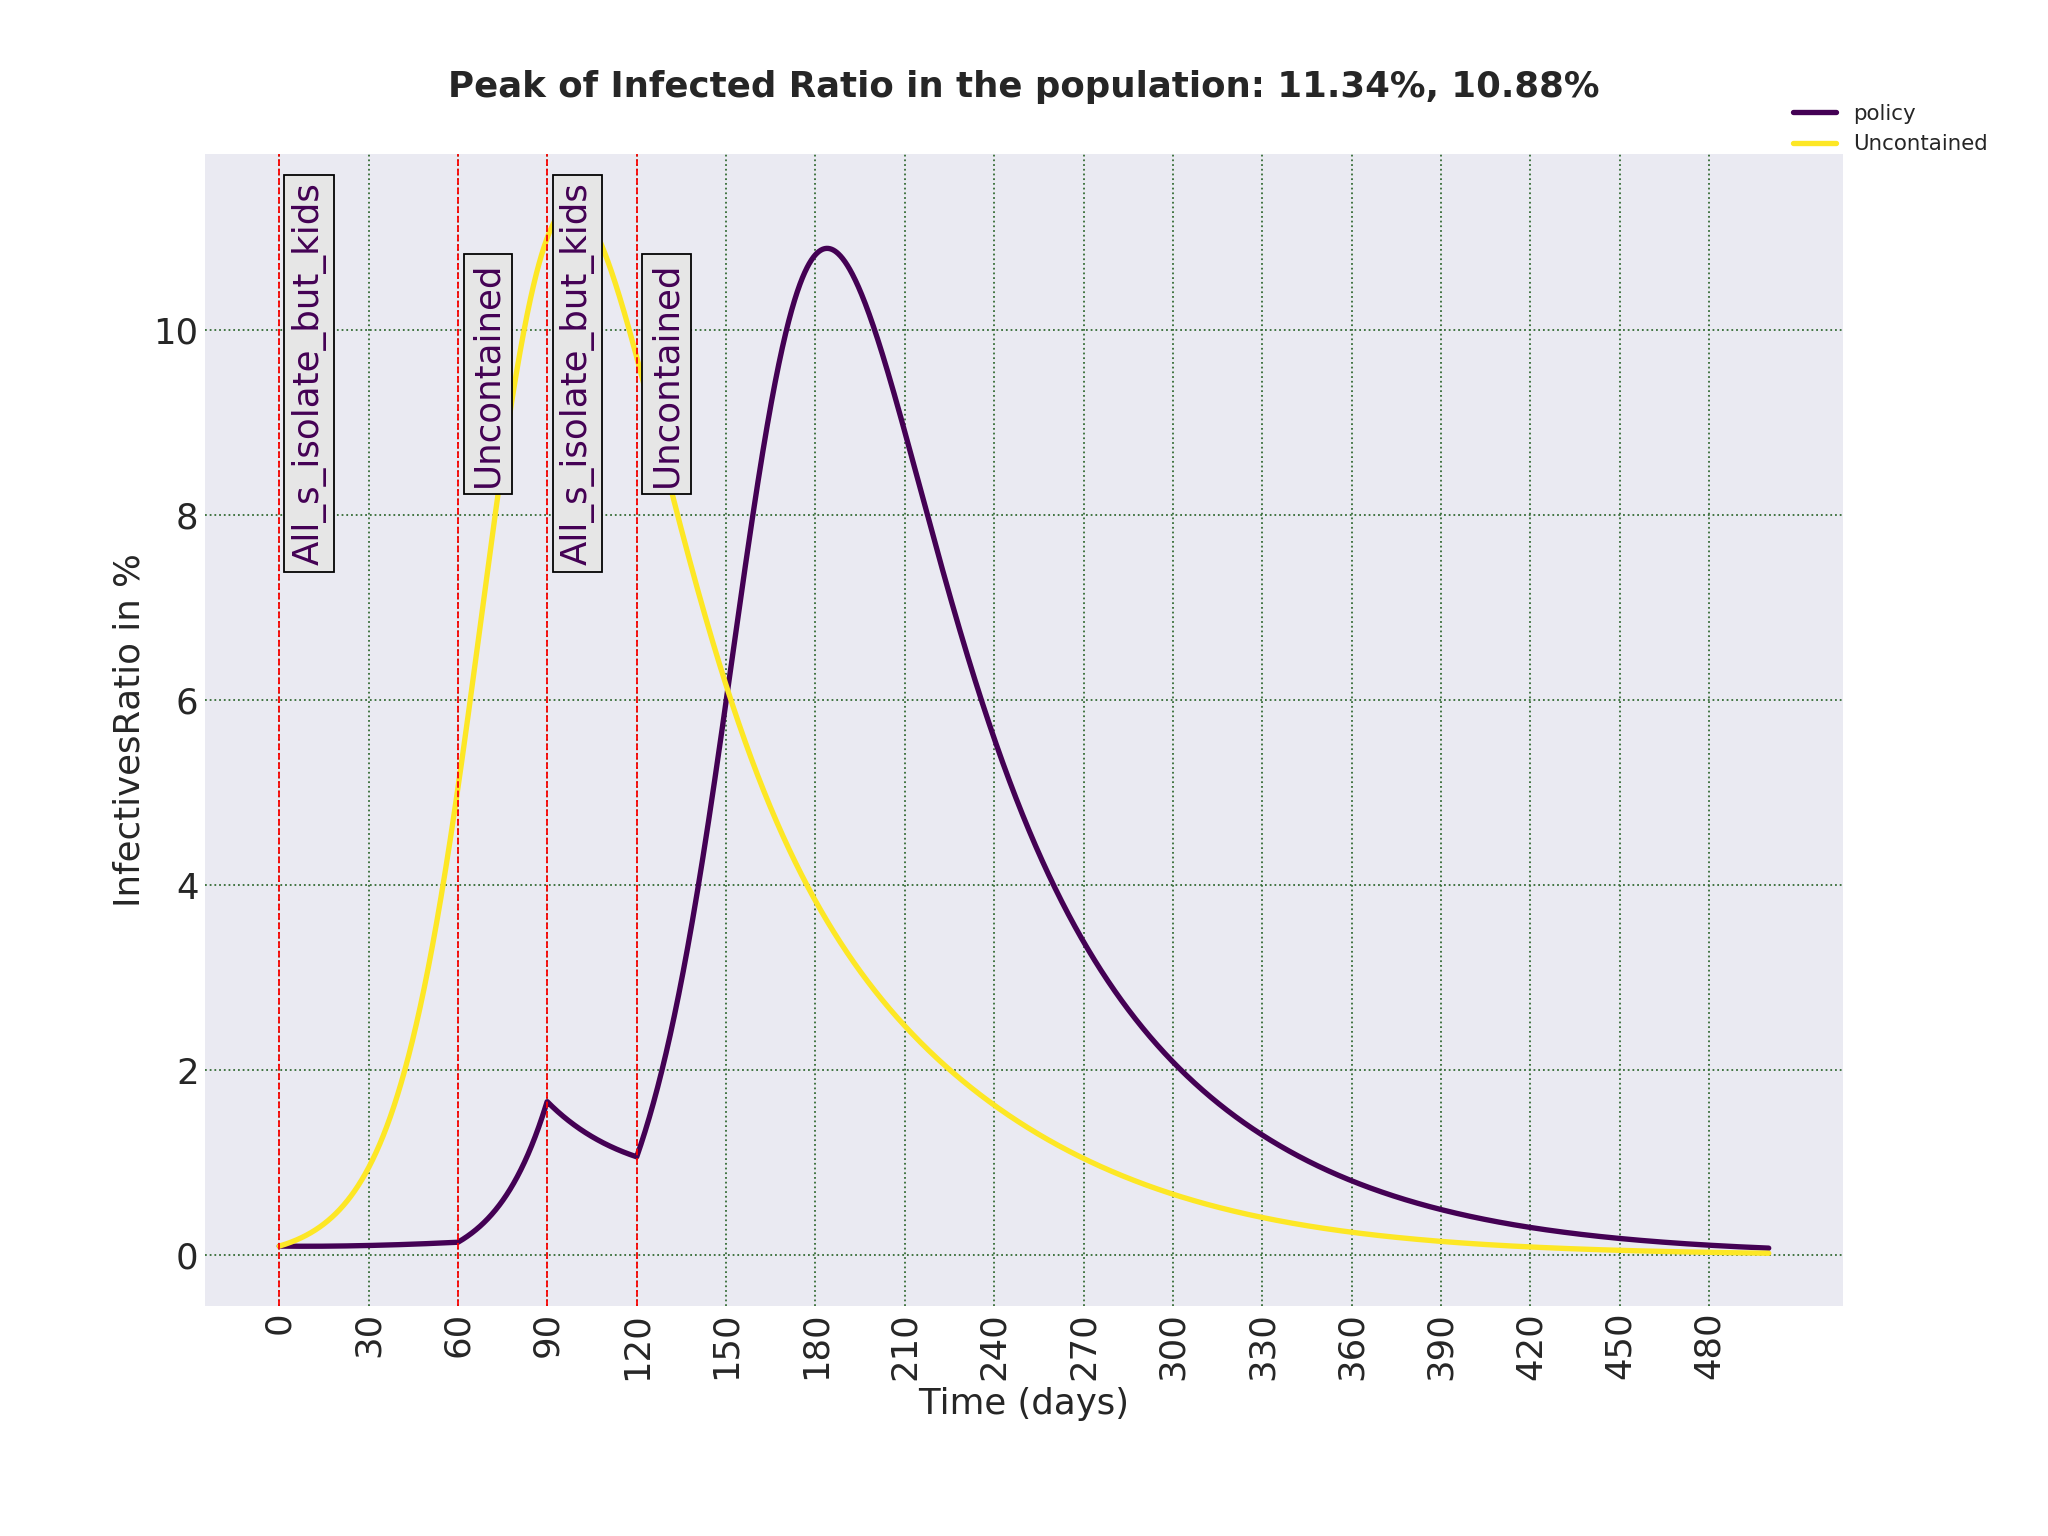 Peak of Infected Ratio in the population: 11.34%, 10.88%
policy
Uncontained
All_s_isolate_but_kids
Uncontained
All_s_isolate_but_kids
Uncontained
InfectivesRatio in %
10
8
6
4
2
0
0 30 60 90 120 150 180 210 240 270 300 330 360 390 420 450 480
Time (days)